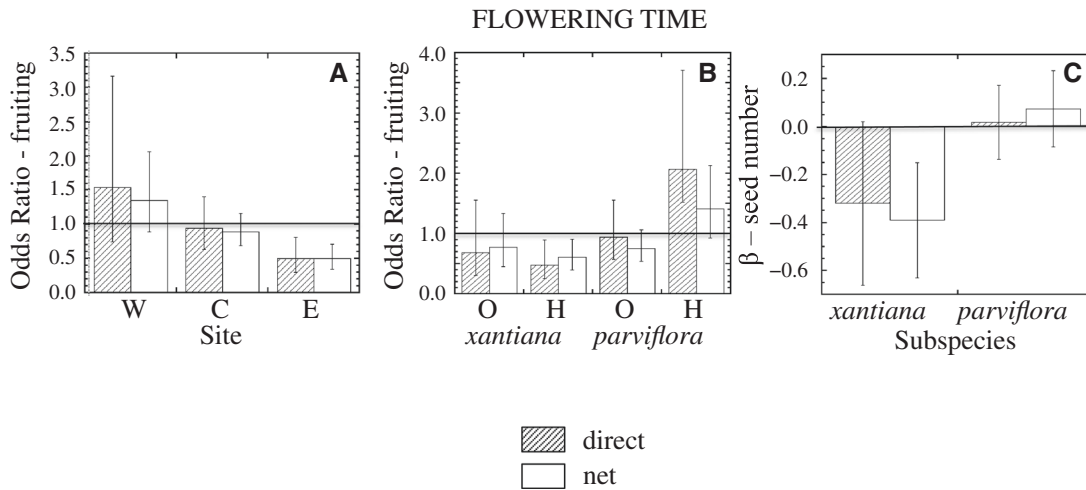 FLOWERING TIME
A
Odds Ratio - fruiting
3.5
3.0
2.5
2.0
1.5
1.0
0.5
0.0
W C E
Site
B
Odds Ratio - fruiting
4.0
3.0
2.0
1.0
0.0
O H O H
xantiana parviflora
C
β – seed number
0.2
0.0
−0.2
−0.4
−0.6
xantiana parviflora
Subspecies
direct
net